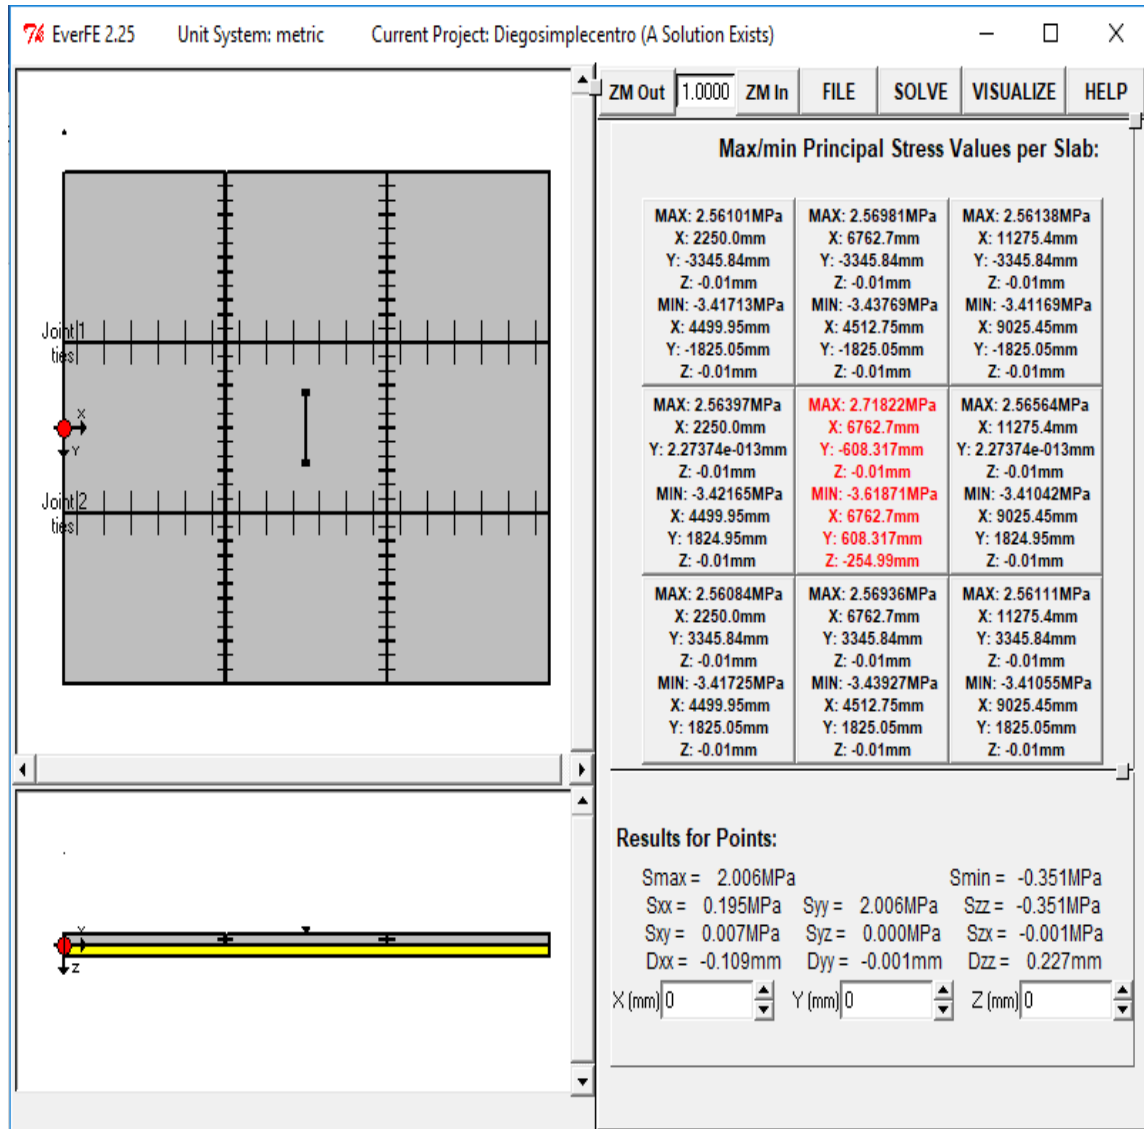 EverFE 2.25 Unit System: metric Current Project: Diegosimplecentro (A Solution Exists)
ZM Out 1.0000 ZM In FILE SOLVE VISUALIZE HELP
Joint 1
ties
X
Y
Joint 2
ties
X
Z
Max/min Principal Stress Values per Slab:
MAX: 2.56101MPa
X: 2250.0mm
Y: -3345.84mm
Z: -0.01mm
MIN: -3.41713MPa
X: 4499.95mm
Y: -1825.05mm
Z: -0.01mm
MAX: 2.56981MPa
X: 6762.7mm
Y: -3345.84mm
Z: -0.01mm
MIN: -3.43769MPa
X: 4512.75mm
Y: -1825.05mm
Z: -0.01mm
MAX: 2.56138MPa
X: 11275.4mm
Y: -3345.84mm
Z: -0.01mm
MIN: -3.41169MPa
X: 9025.45mm
Y: -1825.05mm
Z: -0.01mm
MAX: 2.56397MPa
X: 2250.0mm
Y: 2.27374e-013mm
Z: -0.01mm
MIN: -3.42165MPa
X: 4499.95mm
Y: 1824.95mm
Z: -0.01mm
MAX: 2.71822MPa
X: 6762.7mm
Y: -608.317mm
Z: -0.01mm
MIN: -3.61871MPa
X: 6762.7mm
Y: 608.317mm
Z: -254.99mm
MAX: 2.56564MPa
X: 11275.4mm
Y: 2.27374e-013mm
Z: -0.01mm
MIN: -3.41042MPa
X: 9025.45mm
Y: 1824.95mm
Z: -0.01mm
MAX: 2.56084MPa
X: 2250.0mm
Y: 3345.84mm
Z: -0.01mm
MIN: -3.41725MPa
X: 4499.95mm
Y: 1825.05mm
Z: -0.01mm
MAX: 2.56936MPa
X: 6762.7mm
Y: 3345.84mm
Z: -0.01mm
MIN: -3.43927MPa
X: 4512.75mm
Y: 1825.05mm
Z: -0.01mm
MAX: 2.56111MPa
X: 11275.4mm
Y: 3345.84mm
Z: -0.01mm
MIN: -3.41055MPa
X: 9025.45mm
Y: 1825.05mm
Z: -0.01mm
Results for Points:
Smax = 2.006MPa Smin = -0.351MPa
Sxx = 0.195MPa Syy = 2.006MPa Szz = -0.351MPa
Sxy = 0.007MPa Syz = 0.000MPa Szx = -0.001MPa
Dxx = -0.109mm Dyy = -0.001mm Dzz = 0.227mm
X (mm) 0 Y (mm) 0 Z (mm) 0